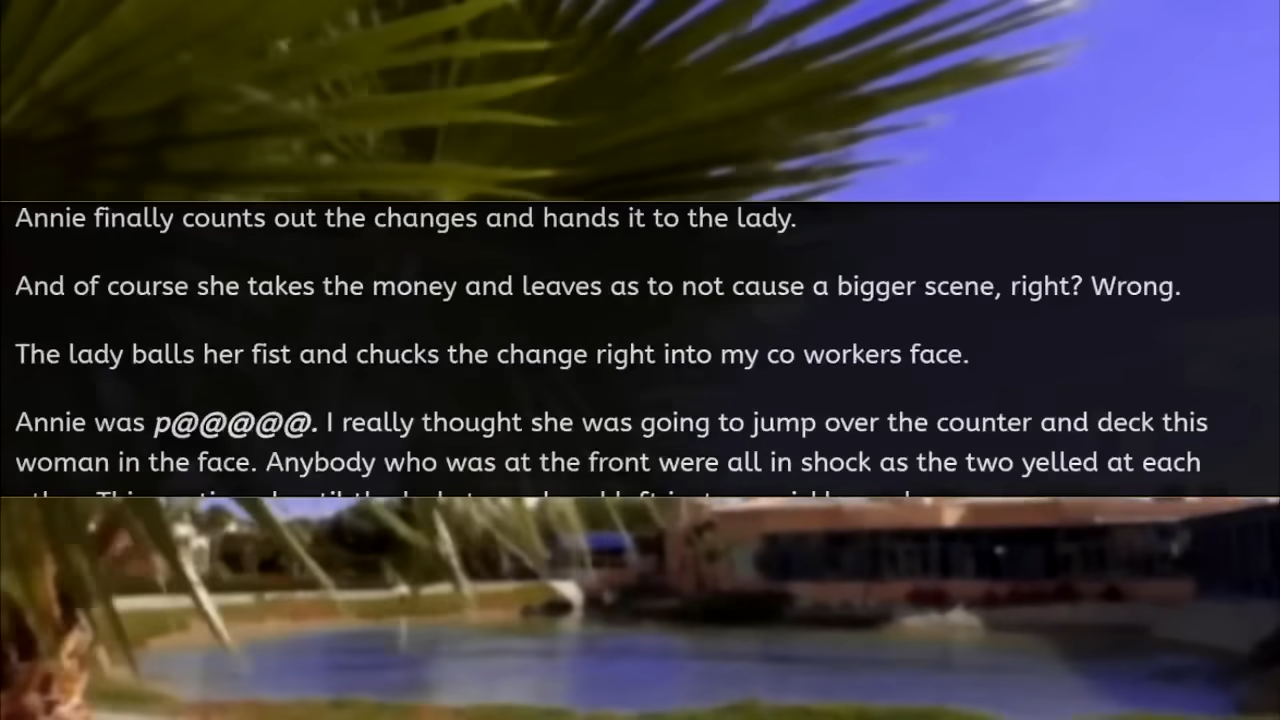 Annie finally counts out the changes and hands it to the lady.
And of course she takes the money and leaves as to not cause a bigger scene, right? Wrong.
The lady balls her fist and chucks the change right into my co workers face.
Annie was p@@@@@. I really thought she was going to jump over the counter and deck this
woman in the face. Anybody who was at the front were all in shock as the two yelled at each